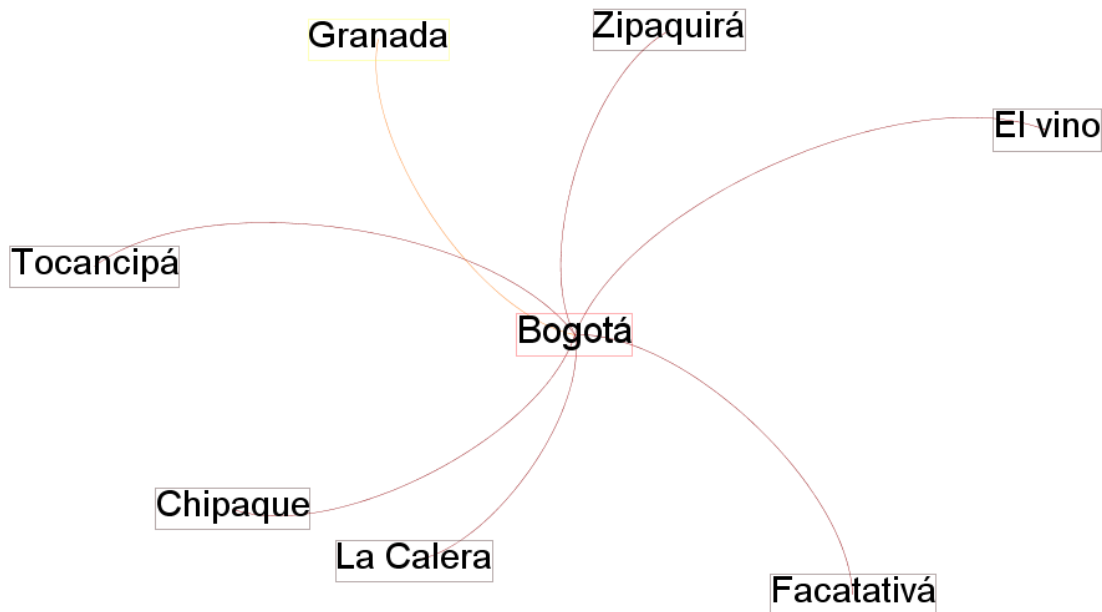 Granada
Zipaquirá
El vino
Tocancipá
Bogotá
Chipaque
La Calera
Facatativá